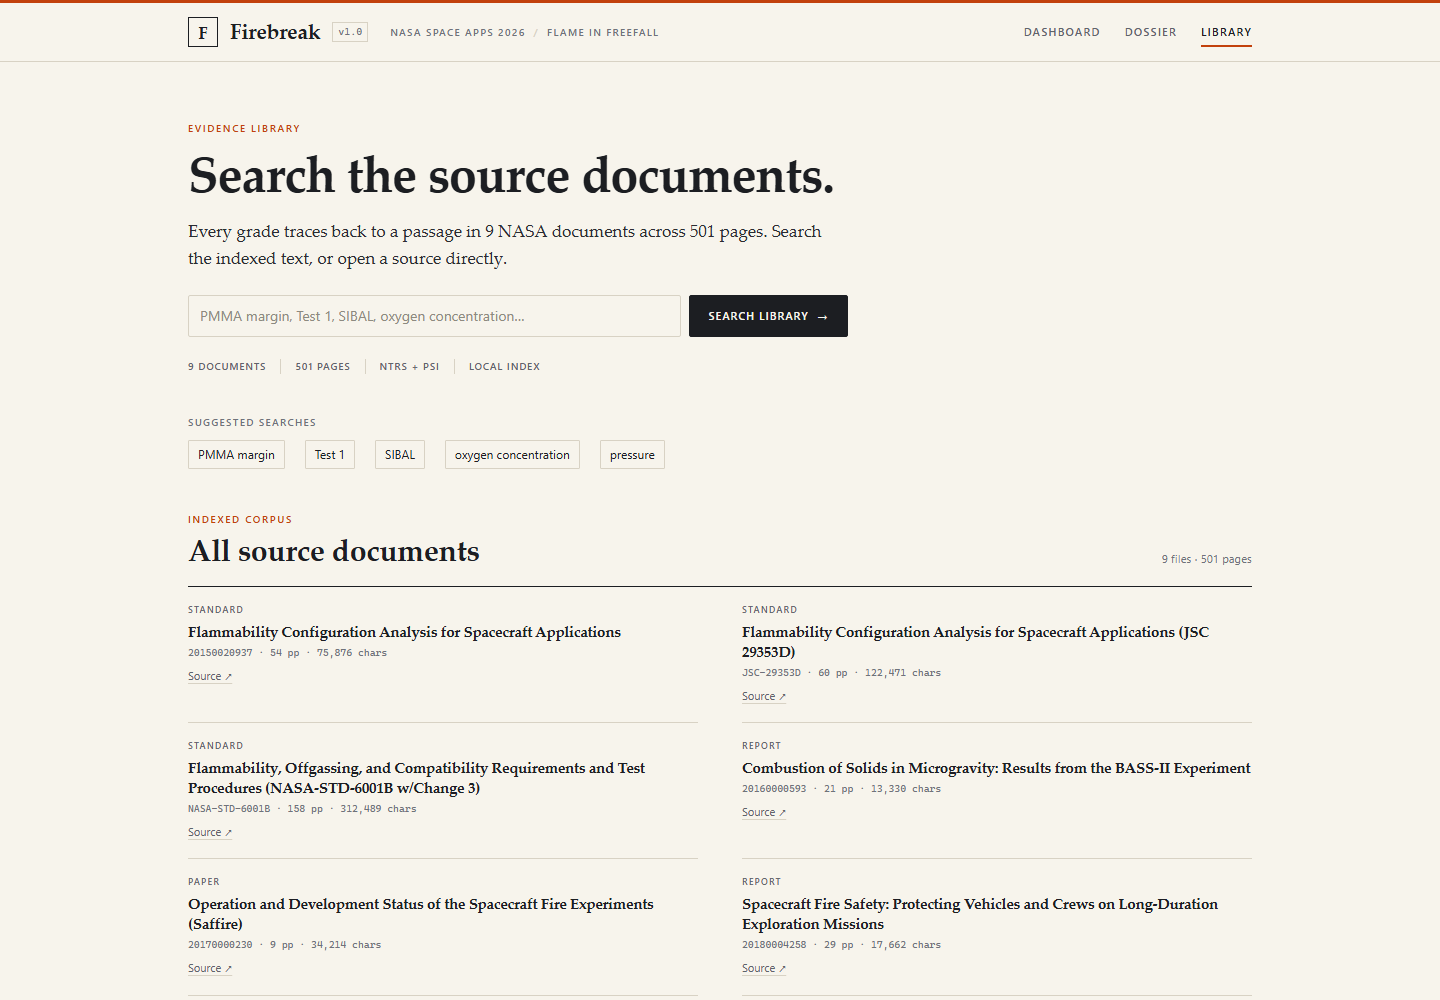 F Firebreak v1.0 NASA SPACE APPS 2026 / FLAME IN FREEFALL DASHBOARD DOSSIER LIBRARY
EVIDENCE LIBRARY
Search the source documents.
Every grade traces back to a passage in 9 NASA documents across 501 pages. Search
the indexed text, or open a source directly.
PMMA margin, Test 1, SIBAL, oxygen concentration... SEARCH LIBRARY →
9 DOCUMENTS 501 PAGES NTRS + PSI LOCAL INDEX
SUGGESTED SEARCHES
PMMA margin Test 1 SIBAL oxygen concentration pressure
INDEXED CORPUS
All source documents 9 files · 501 pages
STANDARD
Flammability Configuration Analysis for Spacecraft Applications
20150020937 · 54 pp · 75,876 chars
Source ↗
STANDARD
Flammability Configuration Analysis for Spacecraft Applications (JSC
29353D)
JSC-29353D · 60 pp · 122,471 chars
Source ↗
STANDARD
Flammability, Offgassing, and Compatibility Requirements and Test
Procedures (NASA-STD-6001B w/Change 3)
NASA-STD-6001B · 158 pp · 312,489 chars
Source ↗
REPORT
Combustion of Solids in Microgravity: Results from the BASS-II Experiment
20160000593 · 21 pp · 13,330 chars
Source ↗
PAPER
Operation and Development Status of the Spacecraft Fire Experiments
(Saffire)
20170000230 · 9 pp · 34,214 chars
Source ↗
REPORT
Spacecraft Fire Safety: Protecting Vehicles and Crews on Long-Duration
Exploration Missions
20180004258 · 29 pp · 17,662 chars
Source ↗